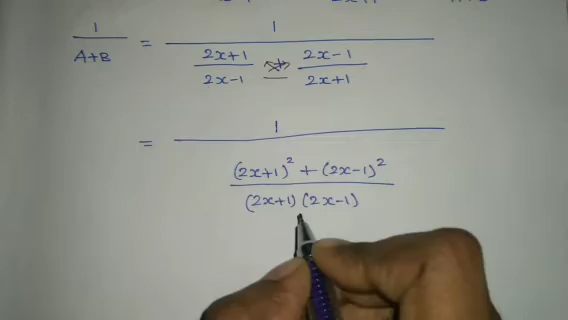 1/(A+B) = 1/((2x+1)/(2x-1) + (2x-1)/(2x+1))
= 1/(((2x+1)² + (2x-1)²)/((2x+1)(2x-1)))